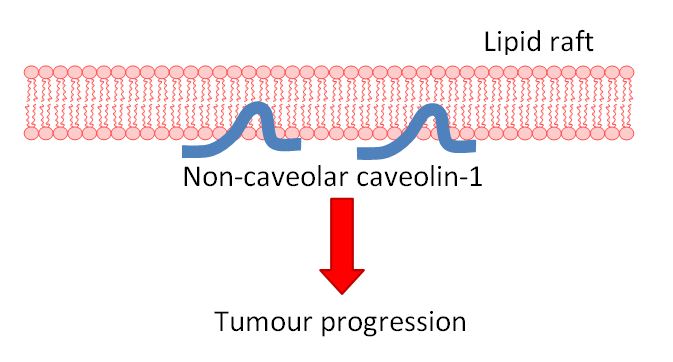 Lipid raft
Non-caveolar caveolin-1
Tumour progression